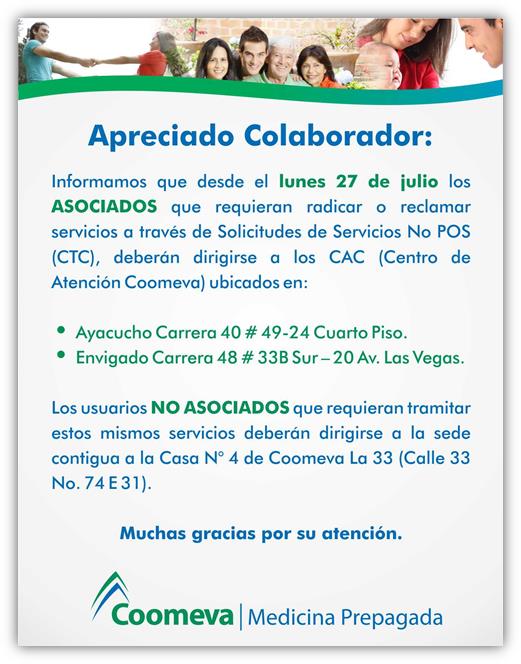 Apreciado Colaborador:
Informamos que desde el lunes 27 de julio los
ASOCIADOS que requieran radicar o reclamar
servicios a través de Solicitudes de Servicios No POS
(CTC), deberán dirigirse a los CAC (Centro de
Atención Coomeva) ubicados en:
• Ayacucho Carrera 40 # 49-24 Cuarto Piso.
• Envigado Carrera 48 # 33B Sur – 20 Av. Las Vegas.
Los usuarios NO ASOCIADOS que requieran tramitar
estos mismos servicios deberán dirigirse a la sede
contigua a la Casa N° 4 de Coomeva La 33 (Calle 33
No. 74 E 31).
Muchas gracias por su atención.
Coomeva | Medicina Prepagada